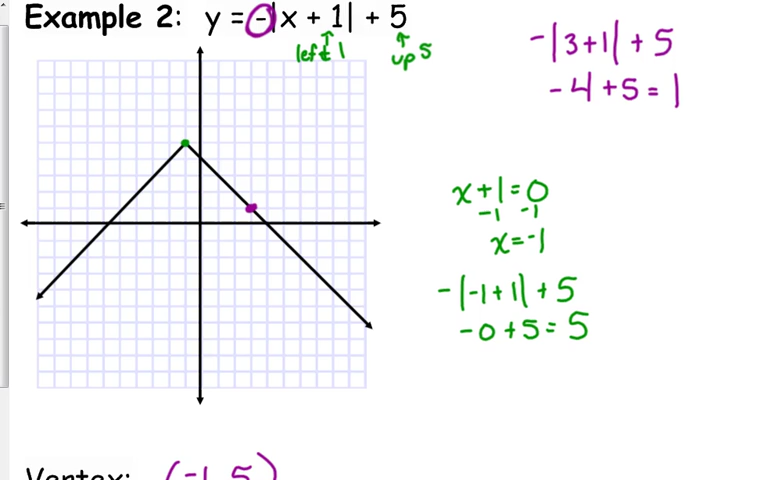 Example 2: y = -|x + 1| + 5
left 1
up 5
-|3+1| + 5
-4+5=1
x+1=0
-1 -1
x=-1
-|-1+1| + 5
-0+5=5
Vertex: (-1, 5)